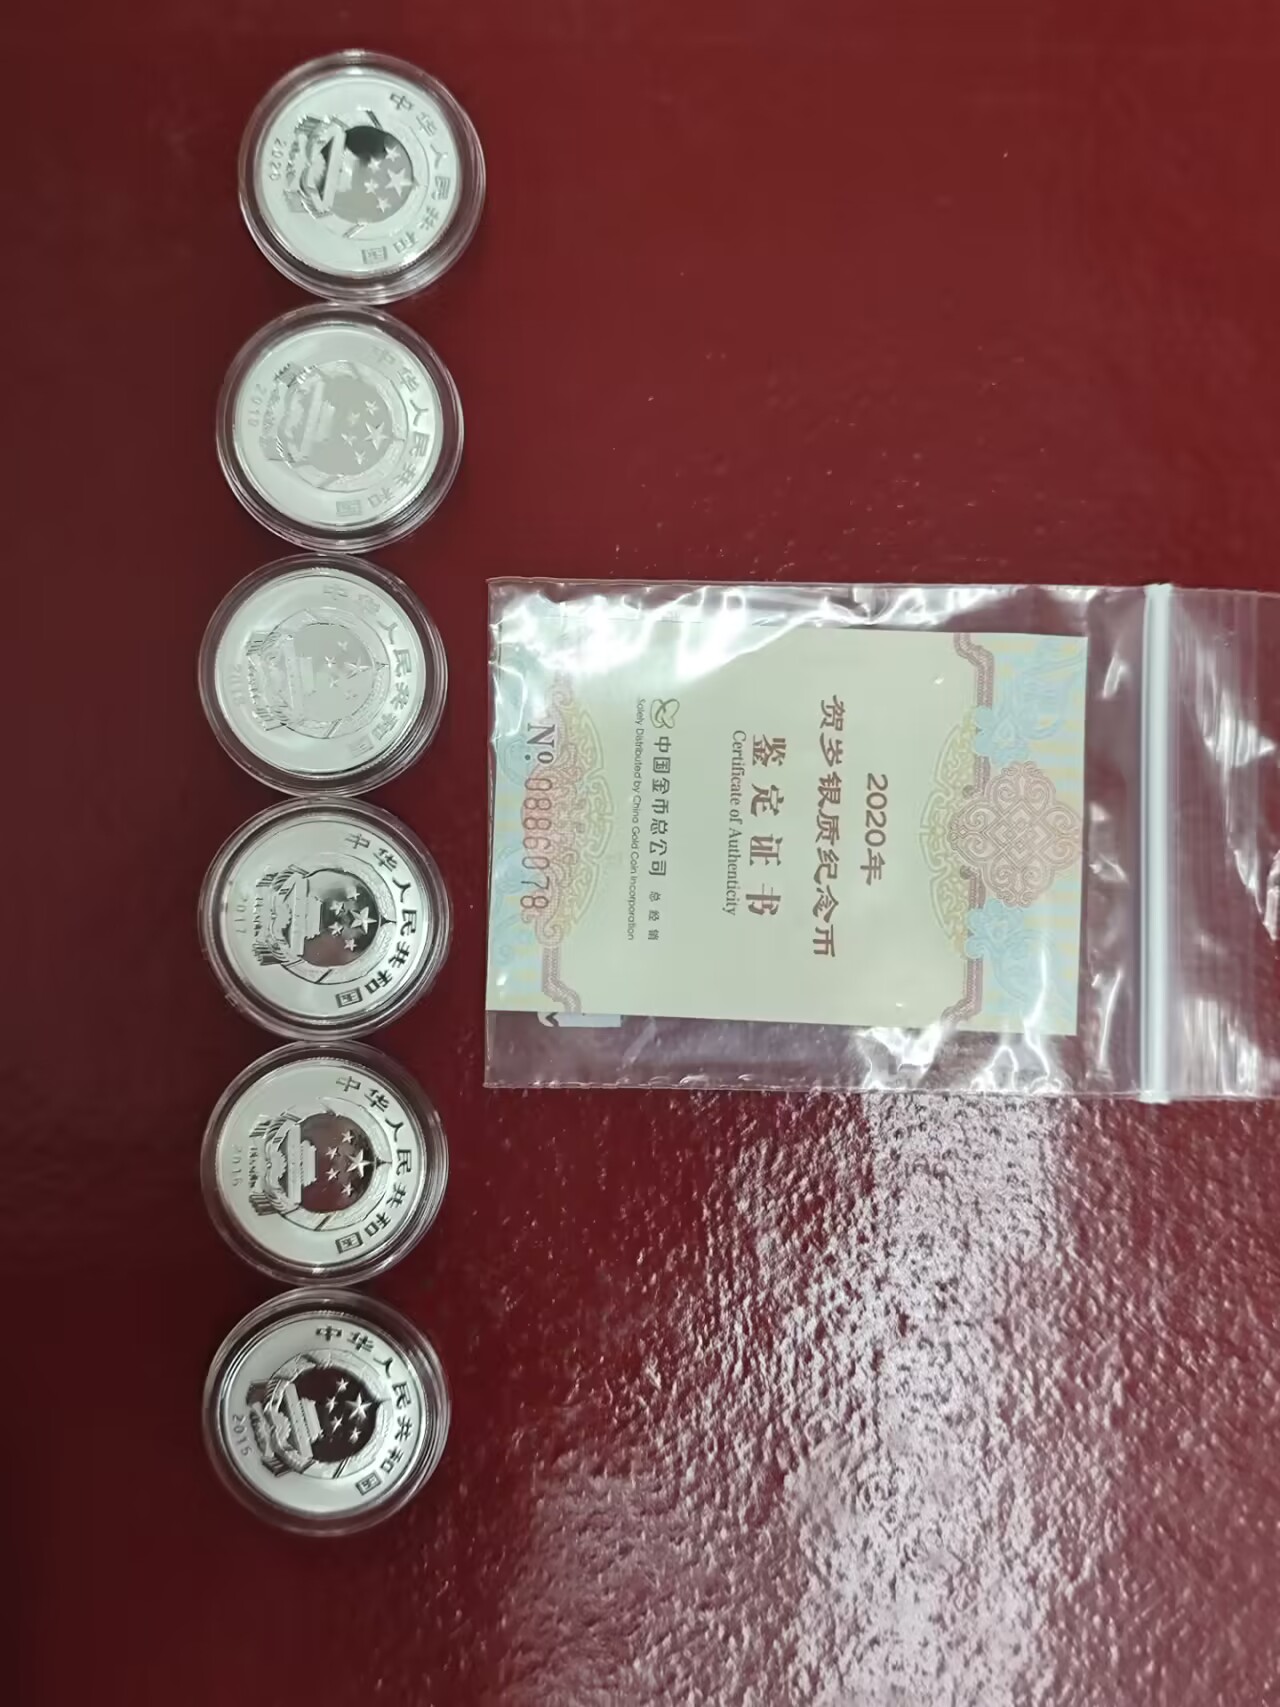 中华人民共和国
2020
中华人民共和国
2019
中华人民共和国
中华人民共和国
2017
中华人民共和国
2016
中华人民共和国
2015
2020年
贺岁银质纪念币
鉴定证书
Certificate of Authenticity
中国金币总公司 总经销
Solely Distributed by China Gold Coin Incorporation
No. 0886078